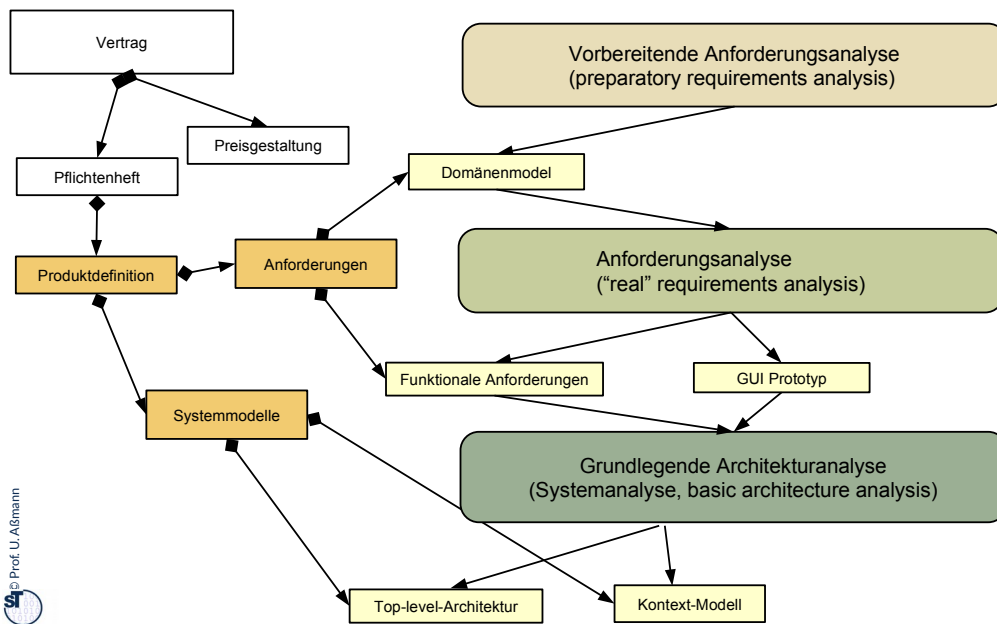 Vertrag
Vorbereitende Anforderungsanalyse
(preparatory requirements analysis)
Preisgestaltung
Pflichtenheft
Domänenmodel
Anforderungen
Produktdefinition
Anforderungsanalyse
(“real” requirements analysis)
Funktionale Anforderungen
GUI Prototyp
Systemmodelle
Grundlegende Architekturanalyse
(Systemanalyse, basic architecture analysis)
Top-level-Architektur
Kontext-Modell
© Prof. U. Aßmann
ST